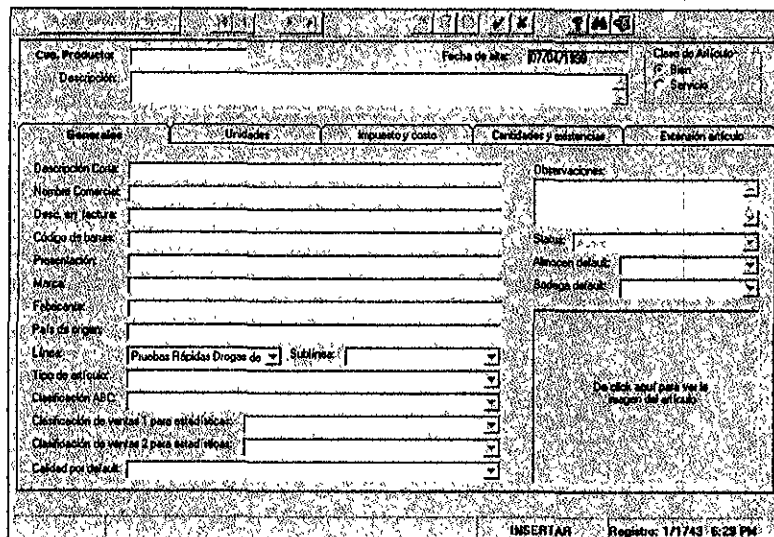 Cve. Productor
Fecha de alta: 07/04/1999
Clase de Artículo
Bien
Servicio
Descripción:
Generales
Unidades
Impuesto y costo
Cantidades y existencias
Extensión artículo
Descripción Corta:
Nombre Comercial:
Desc. en factura:
Código de barras:
Presentación:
Marca:
Fabricante:
País de origen:
Línea: Pruebas Rápidas Drogas de
Sublínea:
Tipo de artículo:
Clasificación ABC:
Clasificación de ventas 1 para estadísticas:
Clasificación de ventas 2 para estadísticas:
Calidad por default:
Observaciones:
Status:
Almacen default:
Bodega default:
De click aquí para ver la
imagen del artículo
INSERTAR
Registro: 1/1743 6:29 PM